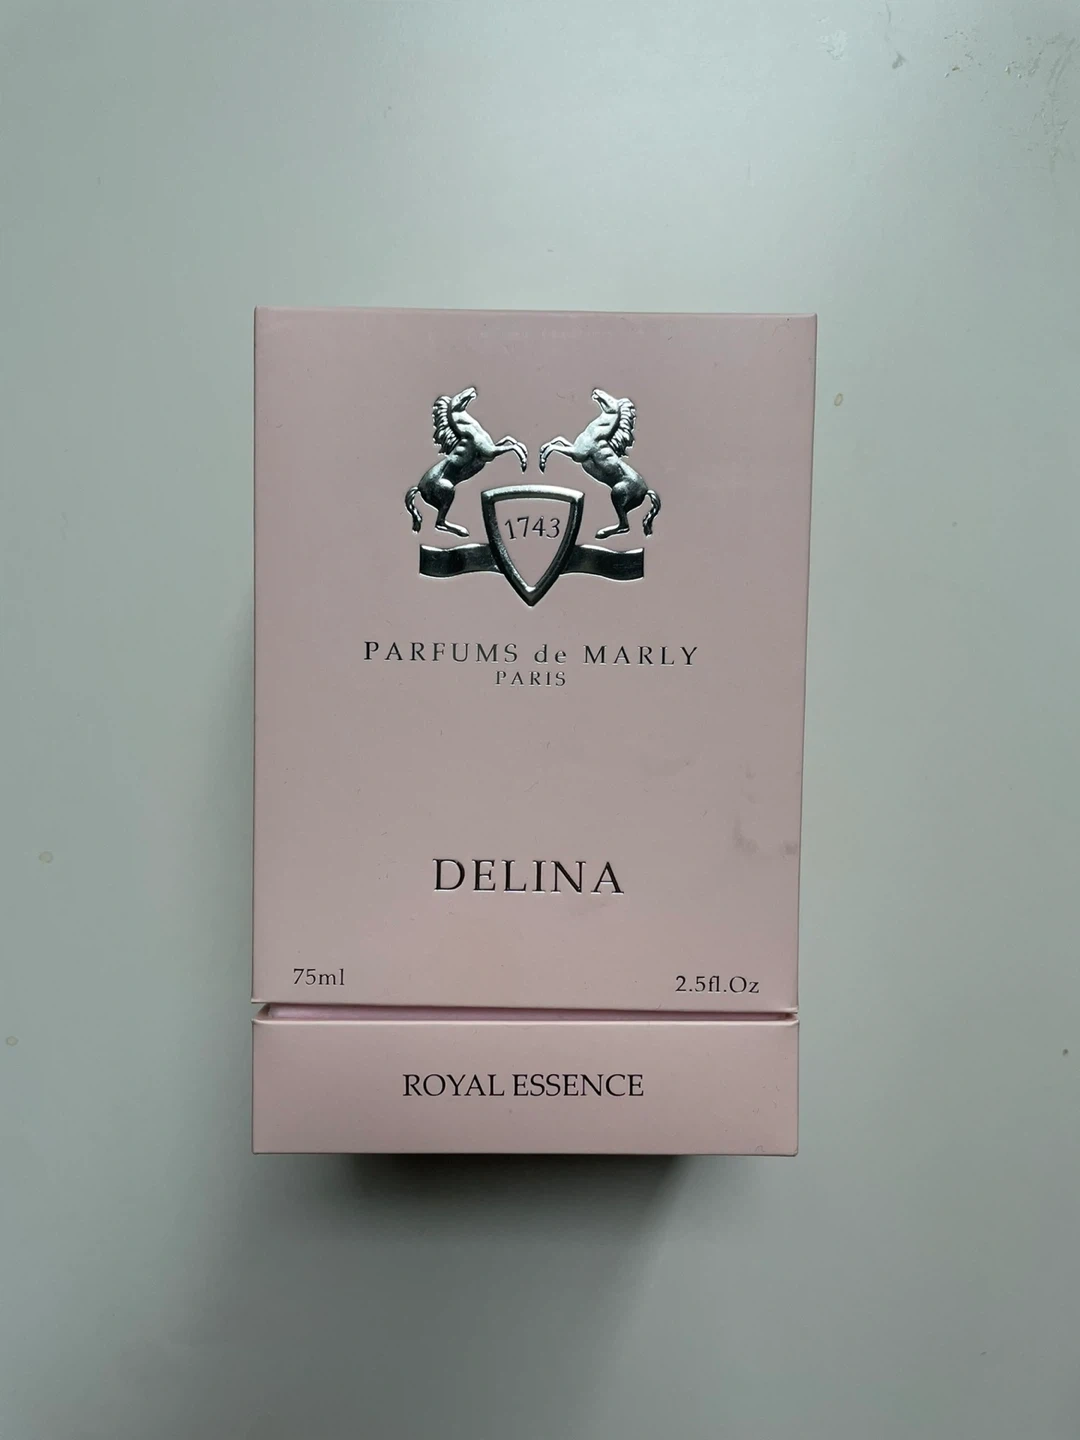 1743
PARFUMS de MARLY
PARIS
DELINA
75ml 2.5fl.Oz
ROYAL ESSENCE